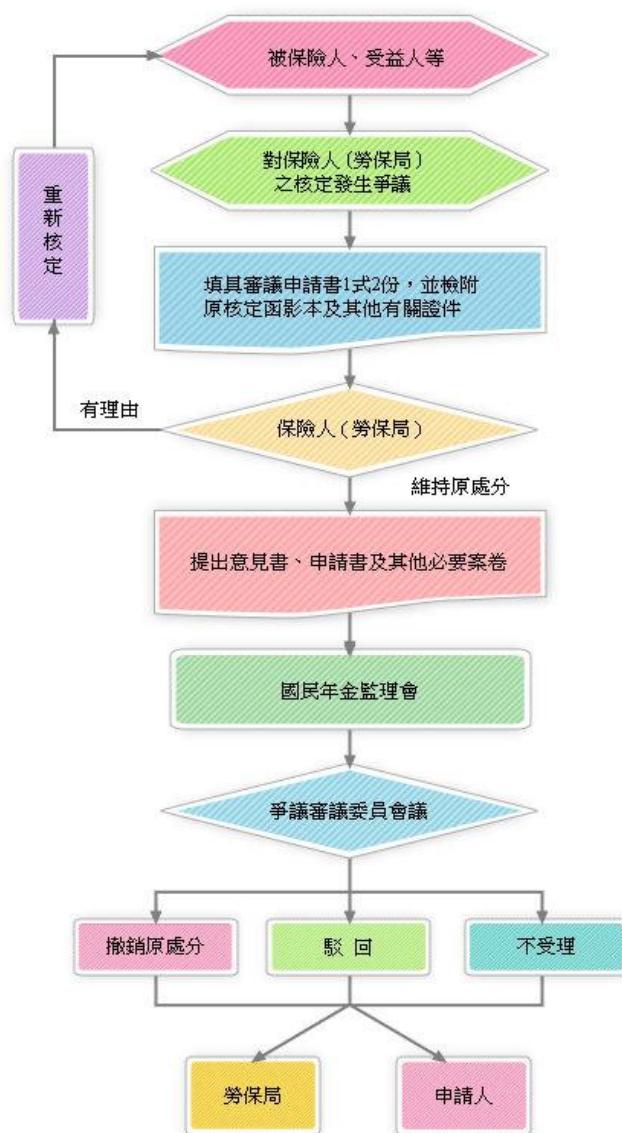 被保險人、受益人等
對保險人(勞保局)
之核定發生爭議
重新核定
填具審議申請書1式2份，並檢附
原核定函影本及其他有關證件
有理由
保險人(勞保局)
維持原處分
提出意見書、申請書及其他必要案卷
國民年金監理會
爭議審議委員會議
撤銷原處分
駁 回
不受理
勞保局
申請人